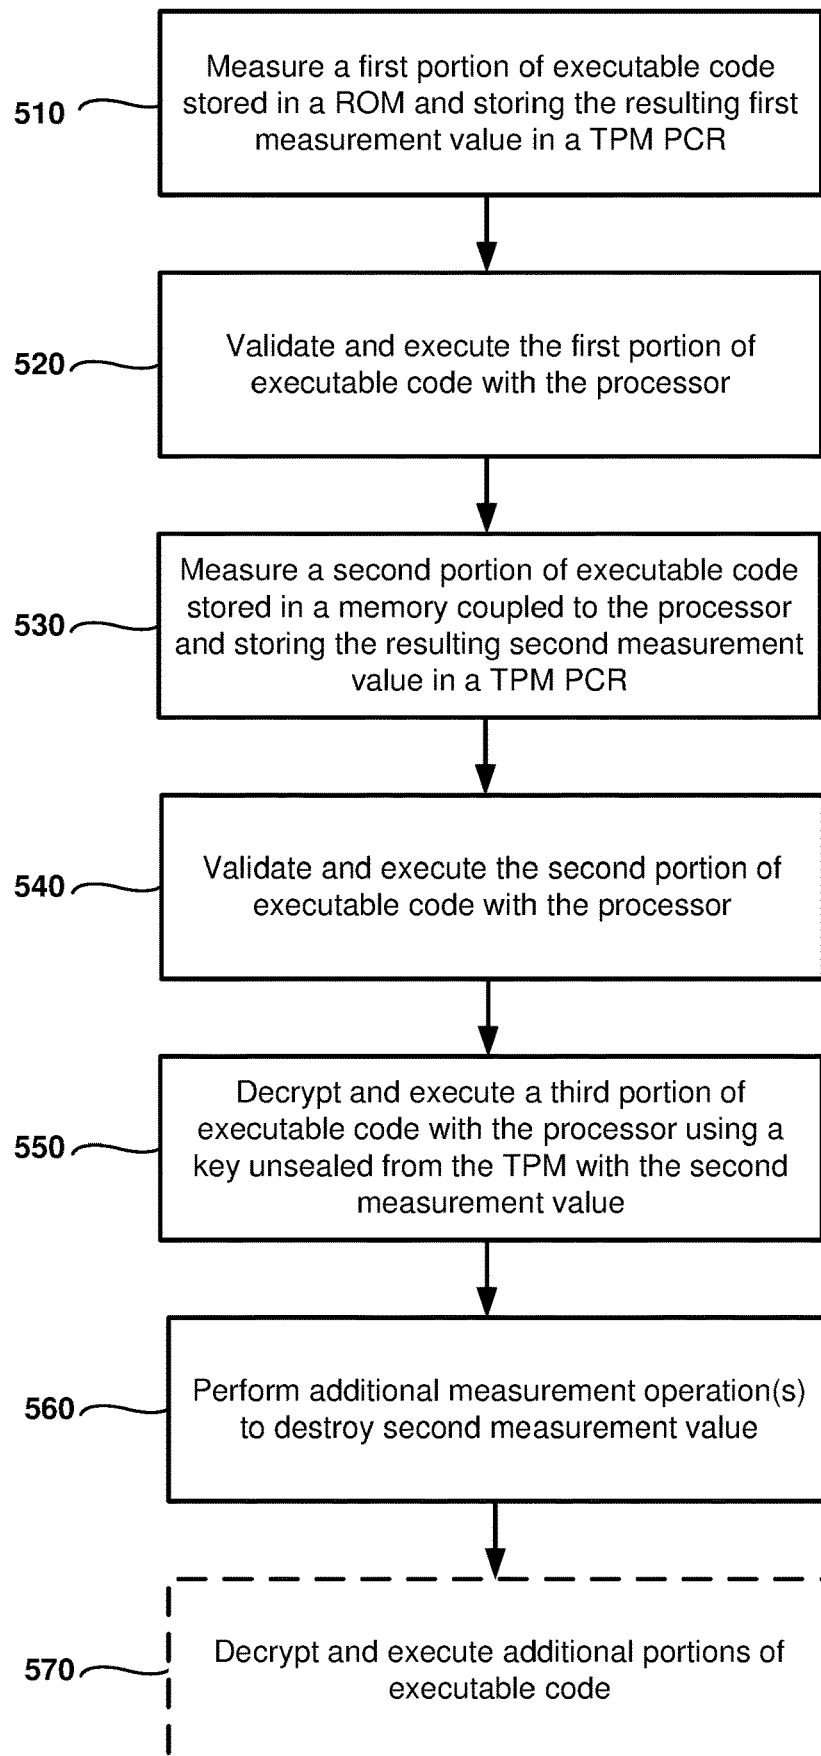 510
Measure a first portion of executable code
stored in a ROM and storing the resulting first
measurement value in a TPM PCR
520
Validate and execute the first portion of
executable code with the processor
530
Measure a second portion of executable code
stored in a memory coupled to the processor
and storing the resulting second measurement
value in a TPM PCR
540
Validate and execute the second portion of
executable code with the processor
550
Decrypt and execute a third portion of
executable code with the processor using a
key unsealed from the TPM with the second
measurement value
560
Perform additional measurement operation(s)
to destroy second measurement value
570
Decrypt and execute additional portions of
executable code